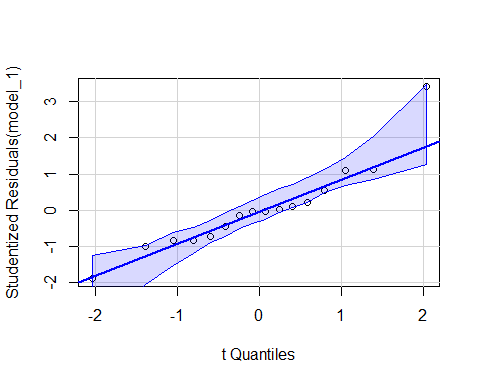 Studentized Residuals(model_1)
3
2
1
0
-1
-2
-2 -1 0 1 2
t Quantiles